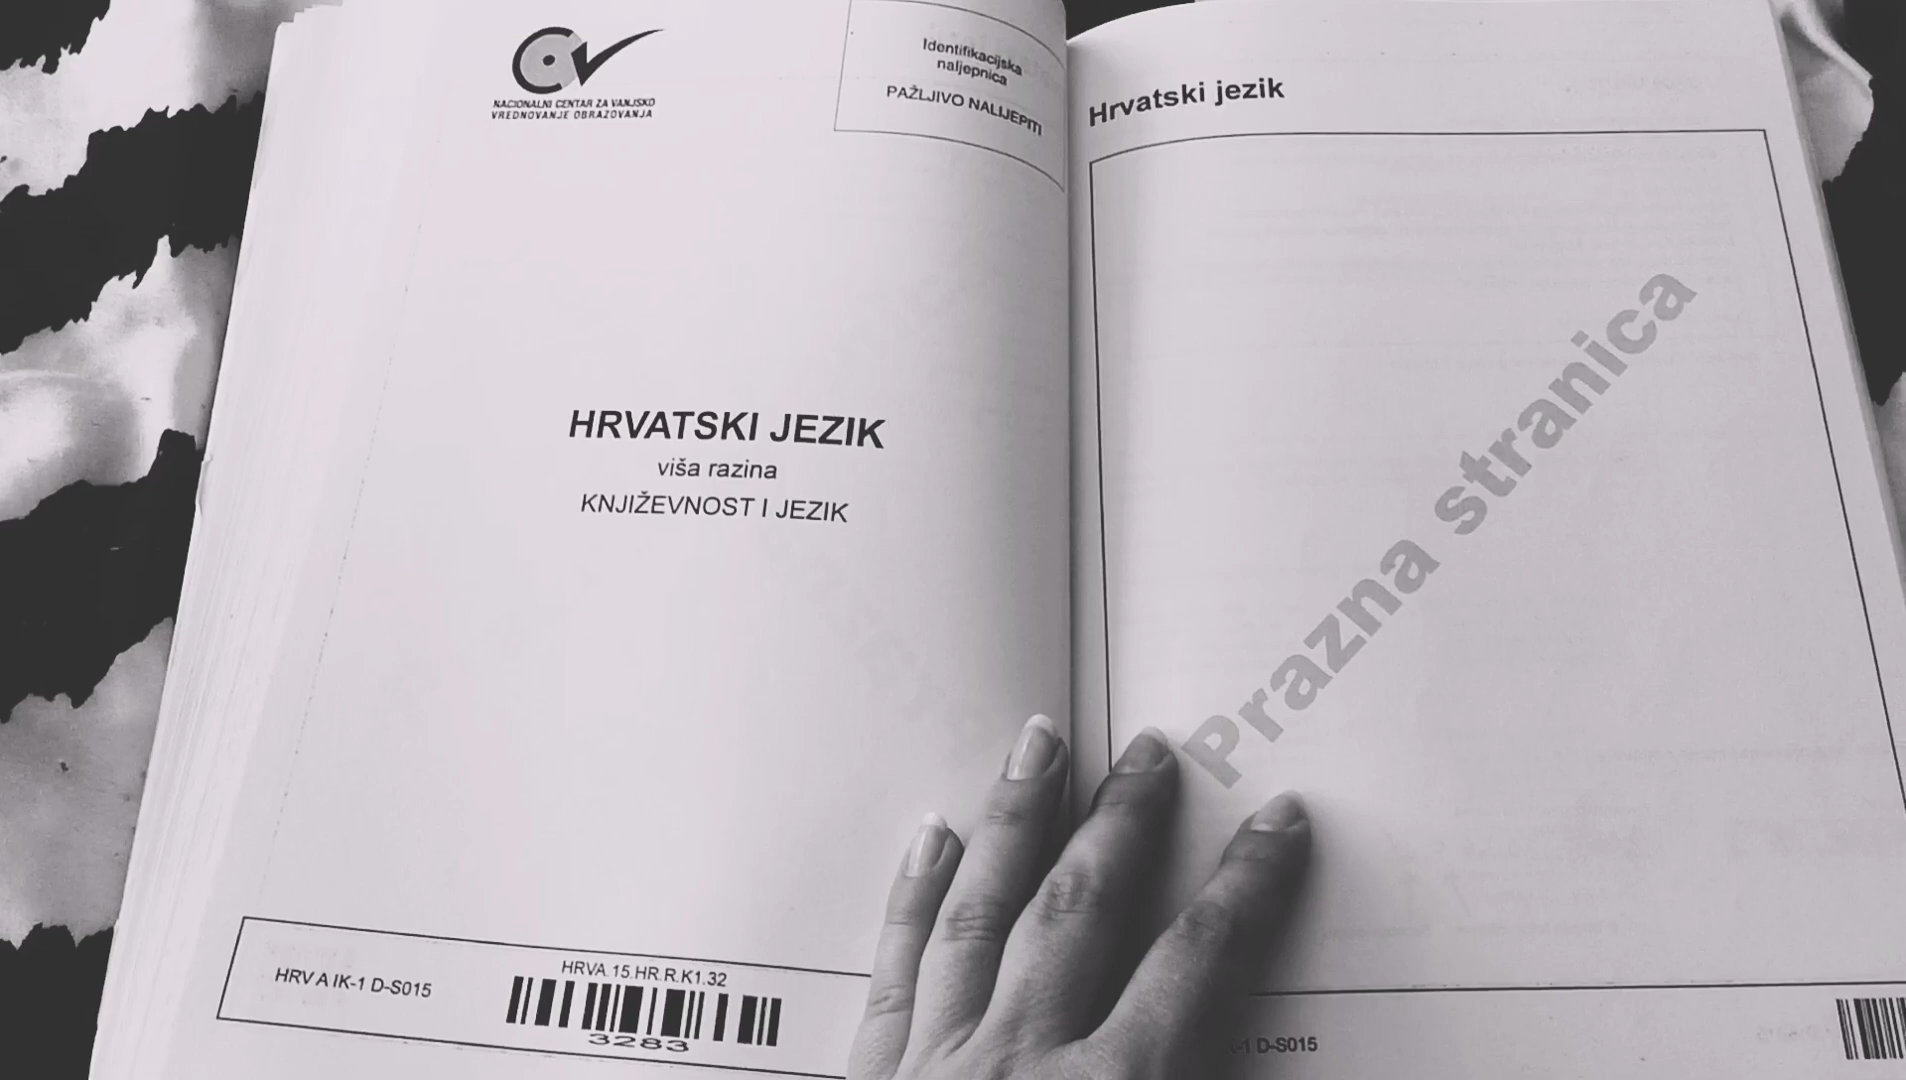 NACIONALNI CENTAR ZA VANJSKO
VREDNOVANJE OBRAZOVANJA
Identifikacijska
naljepnica
PAŽLJIVO NALIJEPITI
HRVATSKI JEZIK
viša razina
KNJIŽEVNOST I JEZIK
HRV A IK-1 D-S015
HRVA.15.HR.R.K1.32
3283
Hrvatski jezik
Prazna stranica
-1 D-S015